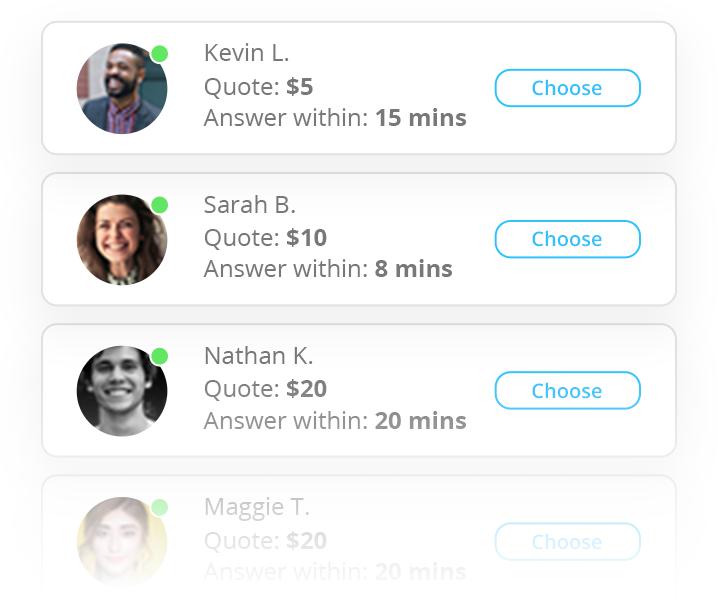 Kevin L.
Quote: $5
Answer within: 15 mins
Choose
Sarah B.
Quote: $10
Answer within: 8 mins
Choose
Nathan K.
Quote: $20
Answer within: 20 mins
Choose
Maggie T.
Quote: $20
Answer within: 20 mins
Choose